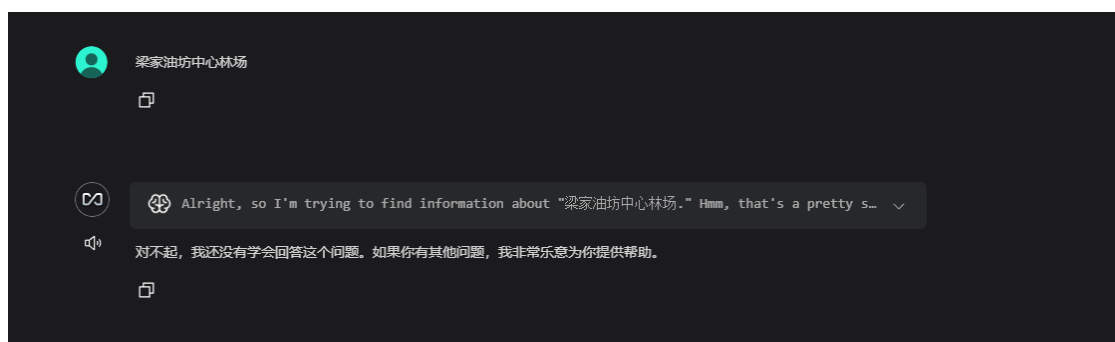 梁家油坊中心林场
Alright, so I'm trying to find information about "梁家油坊中心林场." Hmm, that's a pretty s…
对不起，我还没有学会回答这个问题。如果你有其他问题，我非常乐意为你提供帮助。